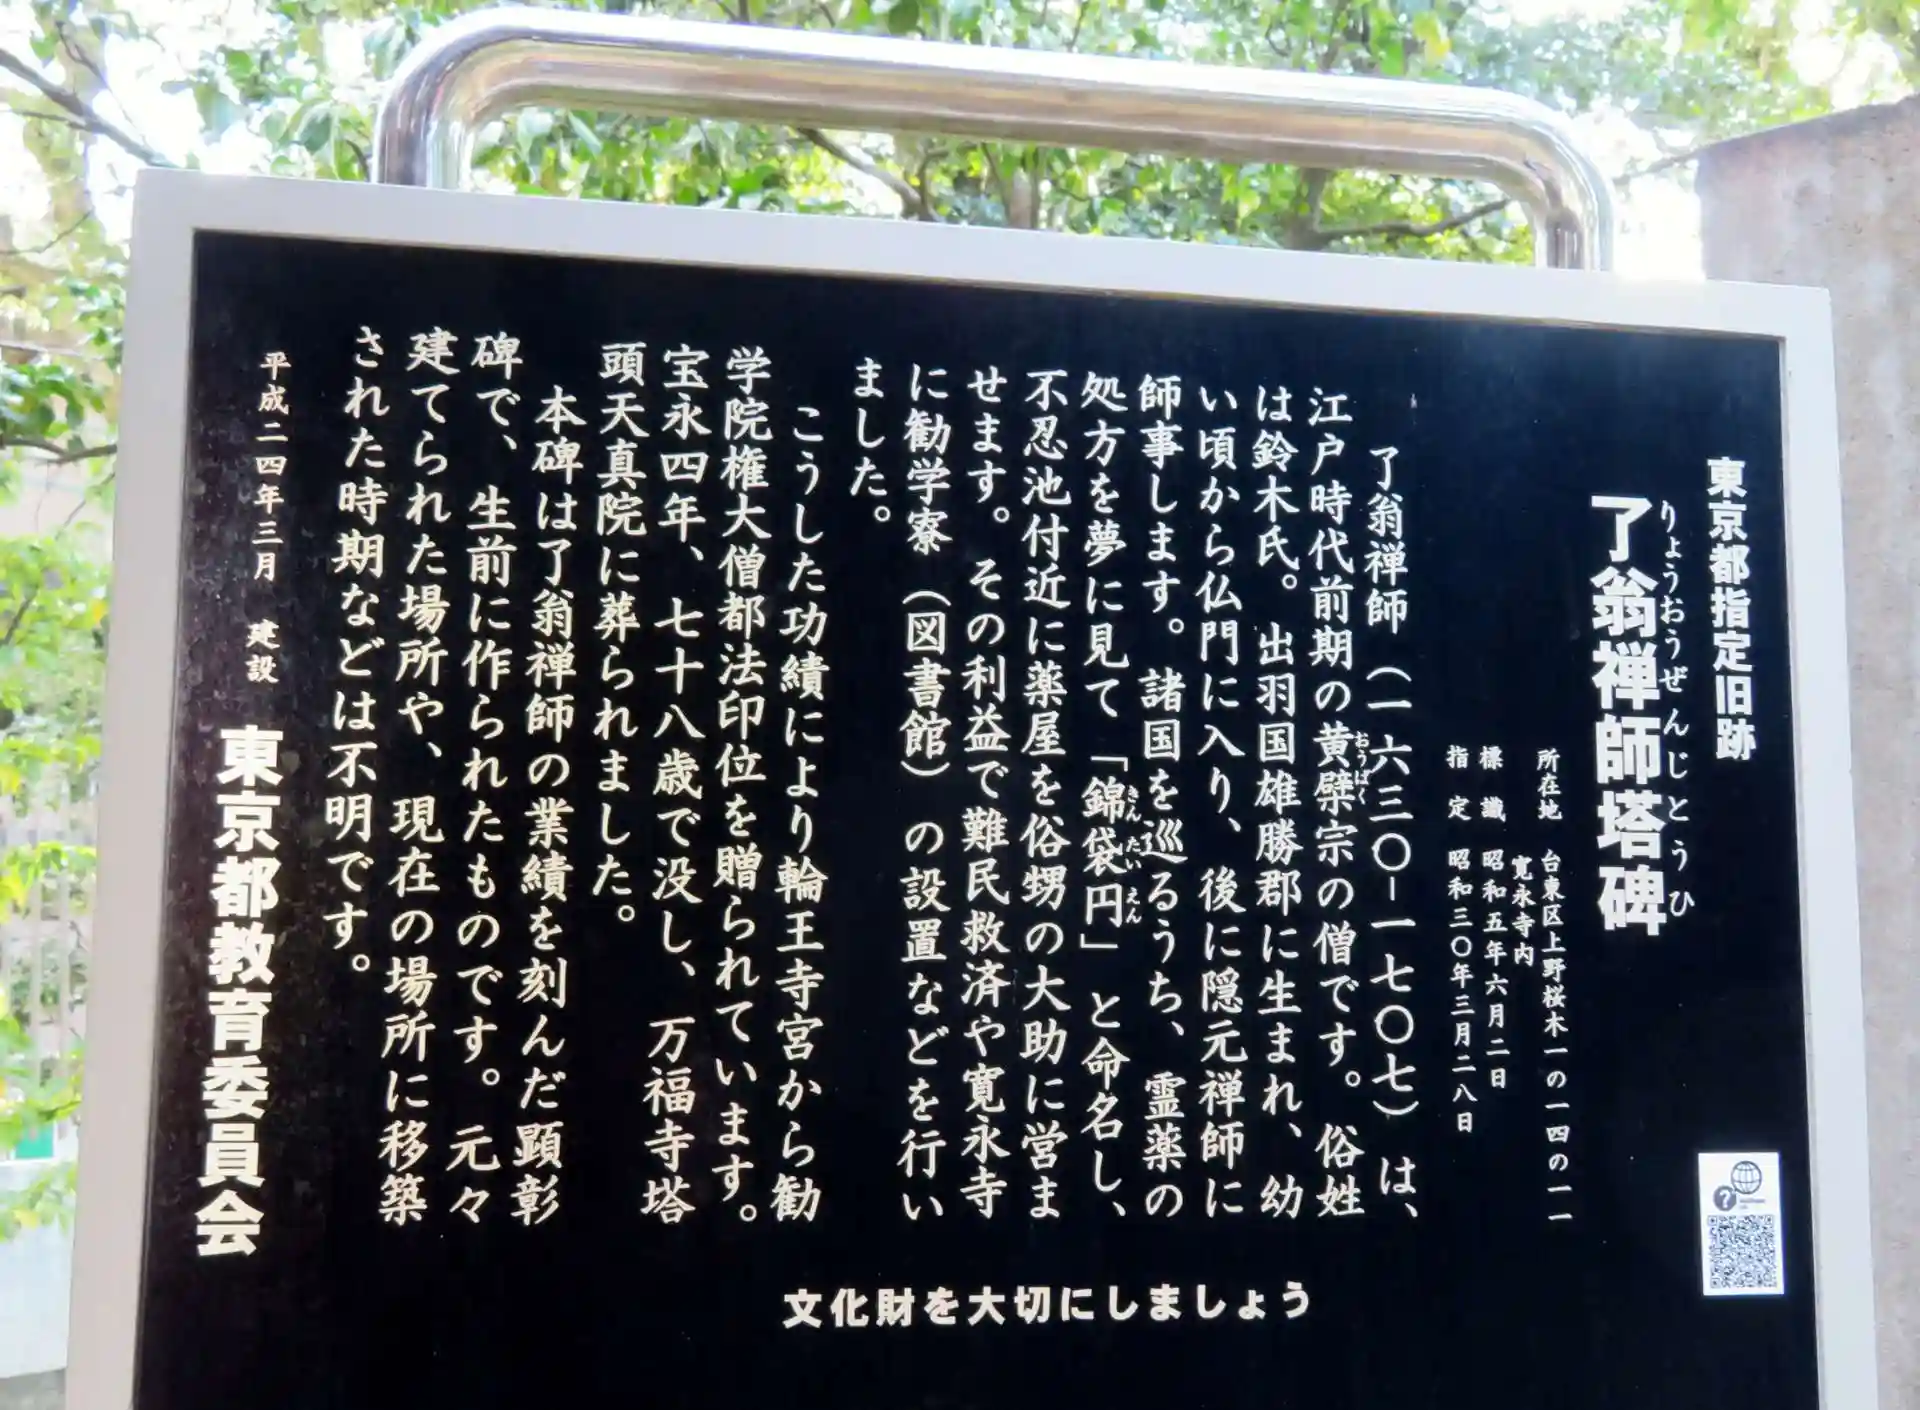 東京都指定旧跡
りょうおうぜんじとうひ
了翁禅師塔碑
所在地 台東区上野桜木一の一四の一一
寛永寺内
標識 昭和五年六月二日
指定 昭和三〇年三月二八日
了翁禅師（一六三〇-一七〇七）は、
江戸時代前期の黄檗宗の僧です。俗姓
おうばく
は鈴木氏。出羽国雄勝郡に生まれ、幼
い頃から仏門に入り、後に隠元禅師に
師事します。諸国を巡るうち、霊薬の
処方を夢に見て「錦袋円」と命名し、
きんたいえん
不忍池付近に薬屋を俗甥の大助に営ま
せます。その利益で難民救済や寛永寺
に勧学寮（図書館）の設置などを行い
ました。
こうした功績により輪王寺宮から勧
学院権大僧都法印位を贈られています。
宝永四年、七十八歳で没し、万福寺塔
頭天真院に葬られました。
本碑は了翁禅師の業績を刻んだ顕彰
碑で、生前に作られたものです。元々
建てられた場所や、現在の場所に移築
された時期などは不明です。
平成二四年三月 建設
東京都教育委員会
文化財を大切にしましょう